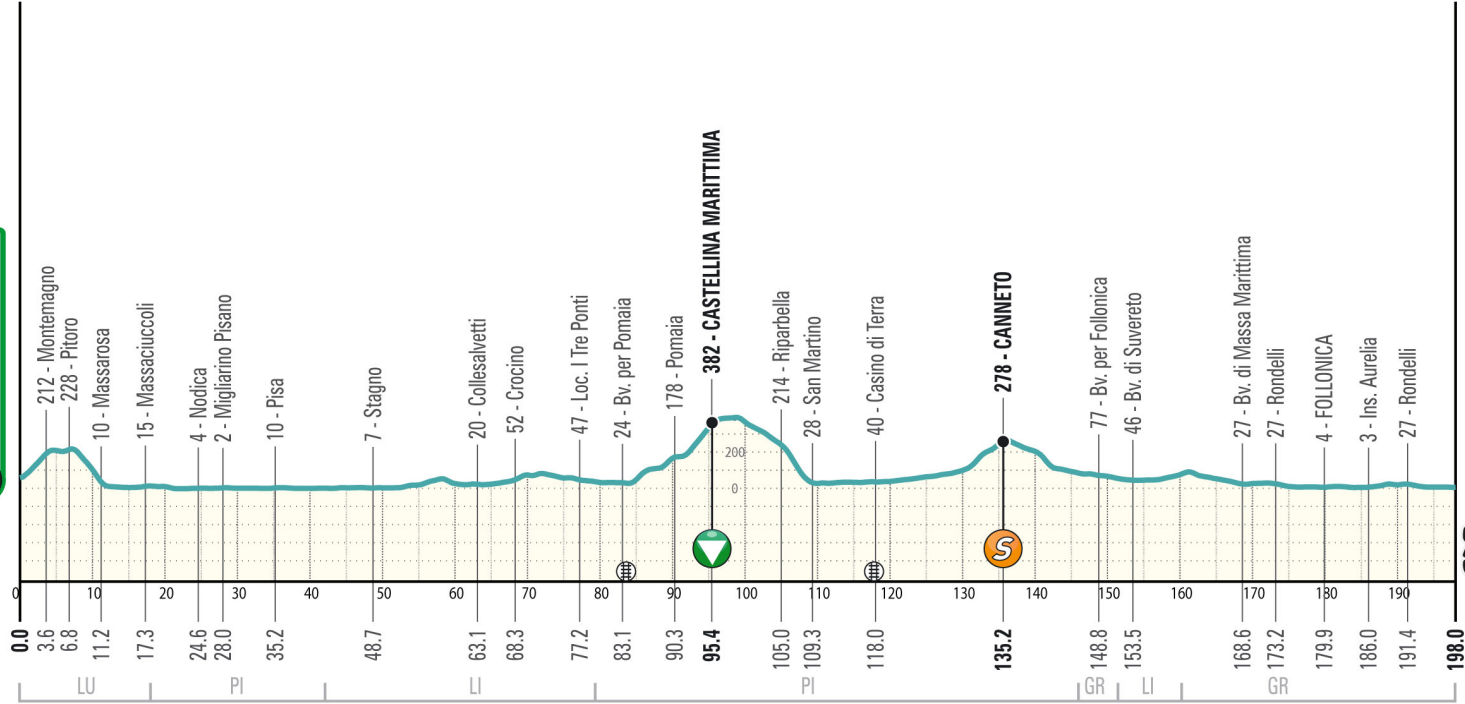 212 - Montemagno
228 - Pitoro
10 - Massarosa
15 - Massaciuccoli
4 - Nodica
2 - Migliarino Pisano
10 - Pisa
7 - Stagno
20 - Collesalvetti
52 - Crocino
47 - Loc. I Tre Ponti
24 - Bv. per Pomaia
178 - Pomaia
382 - CASTELLINA MARITTIMA
214 - Riparbella
28 - San Martino
40 - Casino di Terra
278 - CANNETO
77 - Bv. per Follonica
46 - Bv. di Suvereto
27 - Bv. di Massa Marittima
27 - Rondelli
4 - FOLLONICA
3 - Ins. Aurelia
27 - Rondelli
200
0
S
0 10 20 30 40 50 60 70 80 90 100 110 120 130 140 150 160 170 180 190
0.0 3.6 6.8 11.2 17.3 24.6 28.0 35.2 48.7 63.1 68.3 77.2 83.1 90.3 95.4 105.0 109.3 118.0 135.2 148.8 153.5 168.6 173.2 179.9 186.0 191.4 198.0
LU PI LI PI GR LI GR